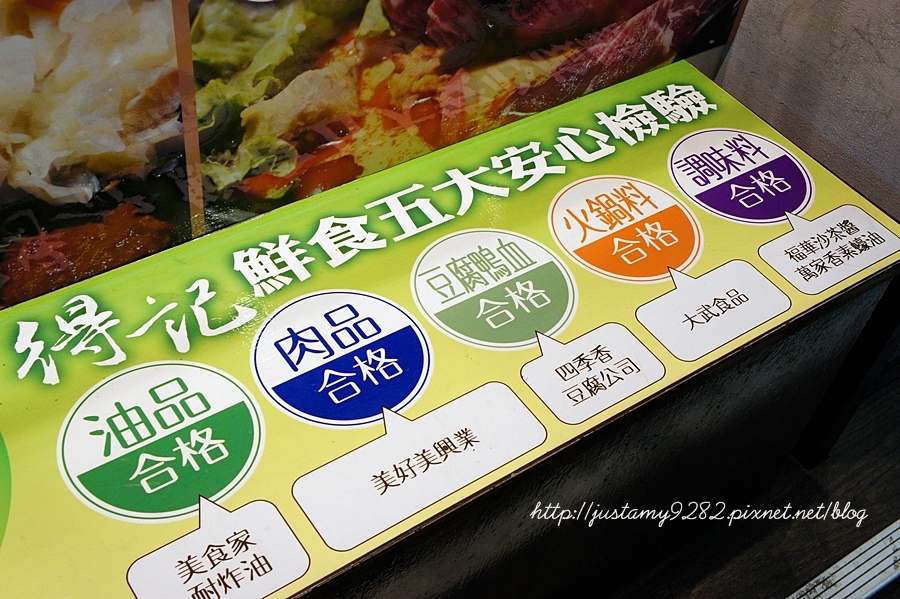 得記 鮮食五大安心檢驗
油品
合格
美食家
耐炸油
肉品
合格
美好美興業
豆腐鴨血
合格
四季香
豆腐公司
火鍋料
合格
大武食品
調味料
合格
福華沙茶醬
萬家香素蠔油
http://justamy9282.pixnet.net/blog